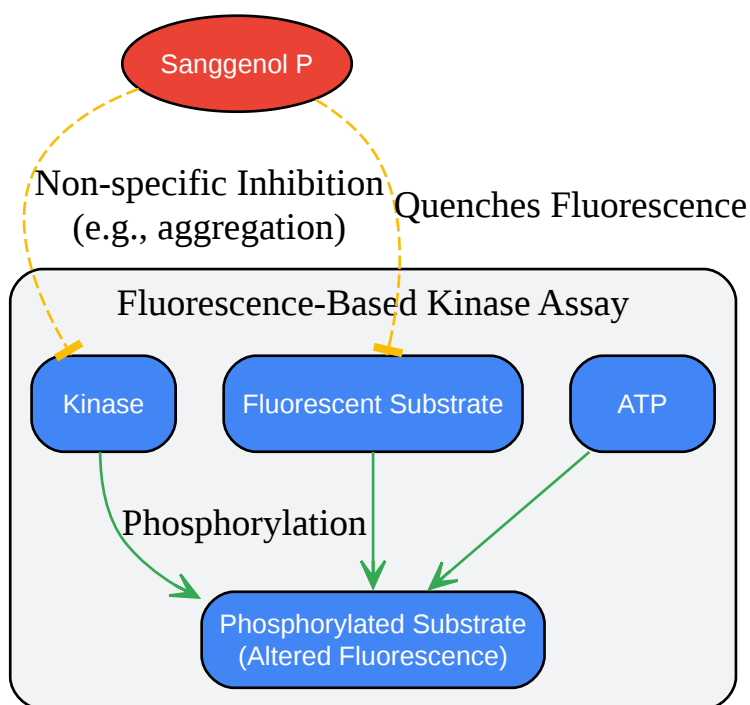 Sanggenol P
Non-specific Inhibition
(e.g., aggregation)
Quenches Fluorescence
Fluorescence-Based Kinase Assay
Kinase
Fluorescent Substrate
ATP
Phosphorylation
Phosphorylated Substrate
(Altered Fluorescence)